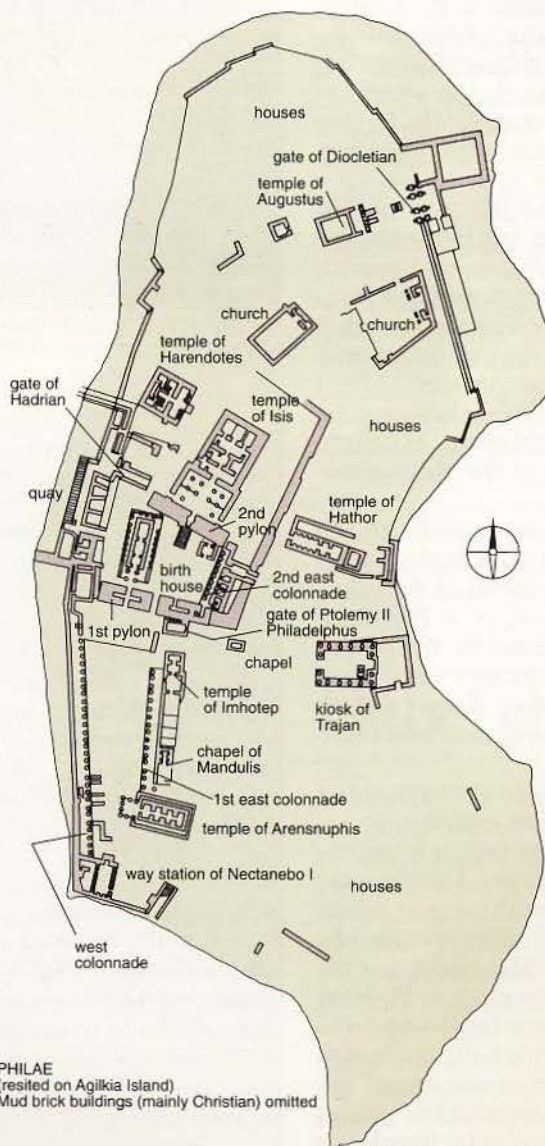 houses
gate of Diocletian
temple of
Augustus
church
church
temple of
Harendotes
gate of
Hadrian
temple
of Isis
houses
quay
2nd
pylon
temple of
Hathor
birth
house
2nd east
colonnade
gate of Ptolemy II
Philadelphus
1st pylon
chapel
temple
of Imhotep
kiosk of
Trajan
chapel of
Mandulis
1st east colonnade
temple of Arensnuphis
way station of Nectanebo I
houses
west
colonnade
PHILAE
(resited on Agilkia Island)
Mud brick buildings (mainly Christian) omitted